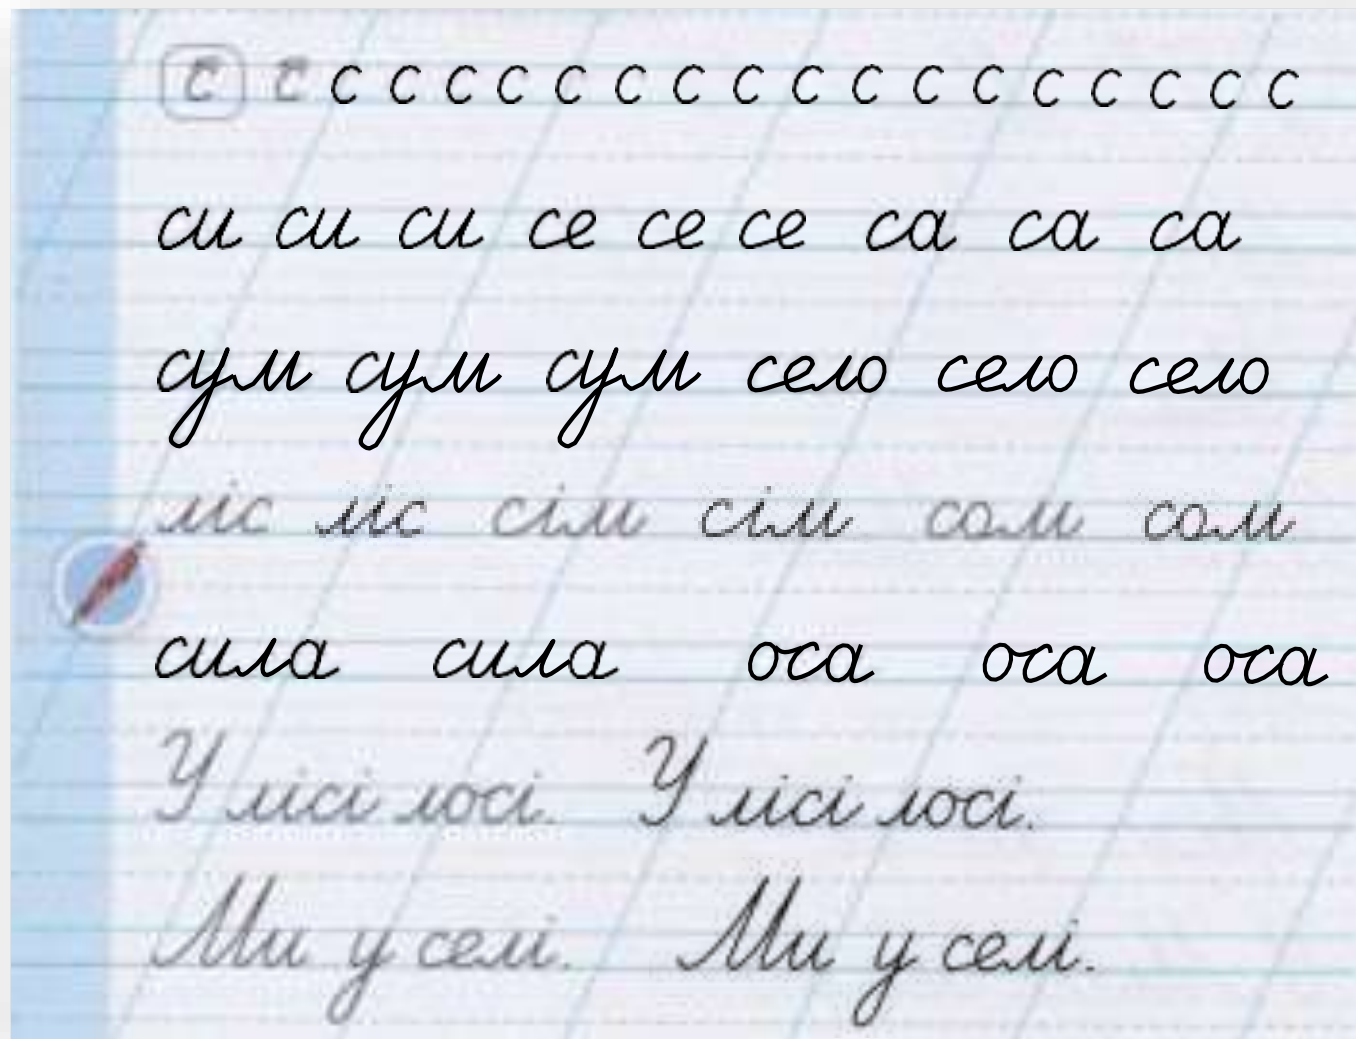 с с с с с с с с с с с с с с с с с с с
си си си се се се са са са
сум сум сум село село село
ліс ліс сім сім сом сом
сила сила оса оса оса
У лісі лосі. У лісі лосі.
Ми у селі. Ми у селі.